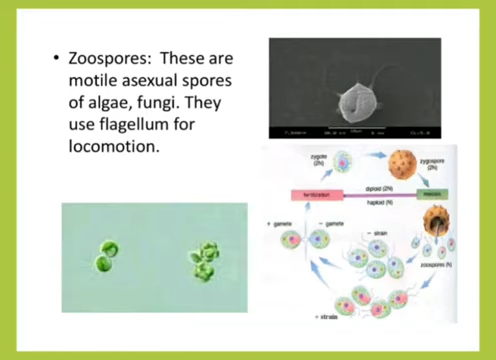 • Zoospores: These are
motile asexual spores
of algae, fungi. They
use flagellum for
locomotion.
zygote
(2N)
zygospore
(2N)
fertilization
diploid (2N)
haploid (N)
meiosis
+ gamete
− gamete
− strain
zoospores (N)